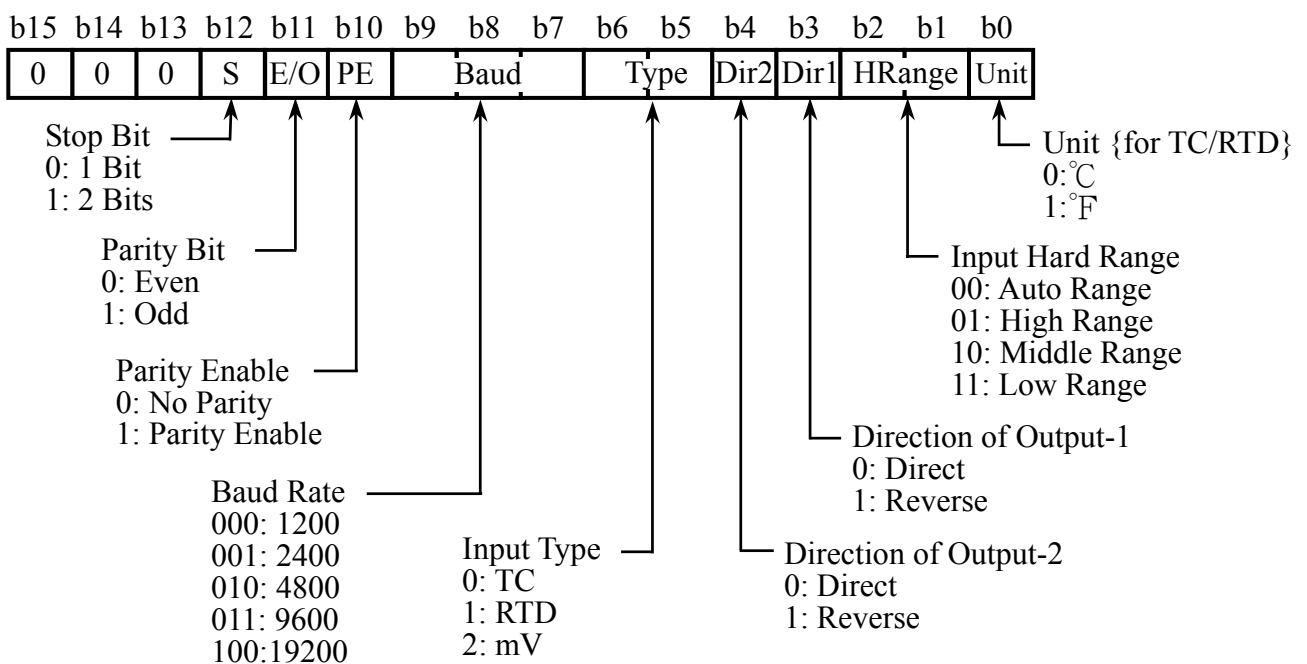 b15 b14 b13 b12 b11 b10 b9 b8 b7 b6 b5 b4 b3 b2 b1 b0
0 0 0 S E/O PE Baud Type Dir2 Dir1 HRange Unit
Stop Bit
0: 1 Bit
1: 2 Bits
Unit {for TC/RTD}
0:℃
1:℉
Parity Bit
0: Even
1: Odd
Input Hard Range
00: Auto Range
01: High Range
10: Middle Range
11: Low Range
Parity Enable
0: No Parity
1: Parity Enable
Direction of Output-1
0: Direct
1: Reverse
Baud Rate
000: 1200
001: 2400
010: 4800
011: 9600
100:19200
Input Type
0: TC
1: RTD
2: mV
Direction of Output-2
0: Direct
1: Reverse